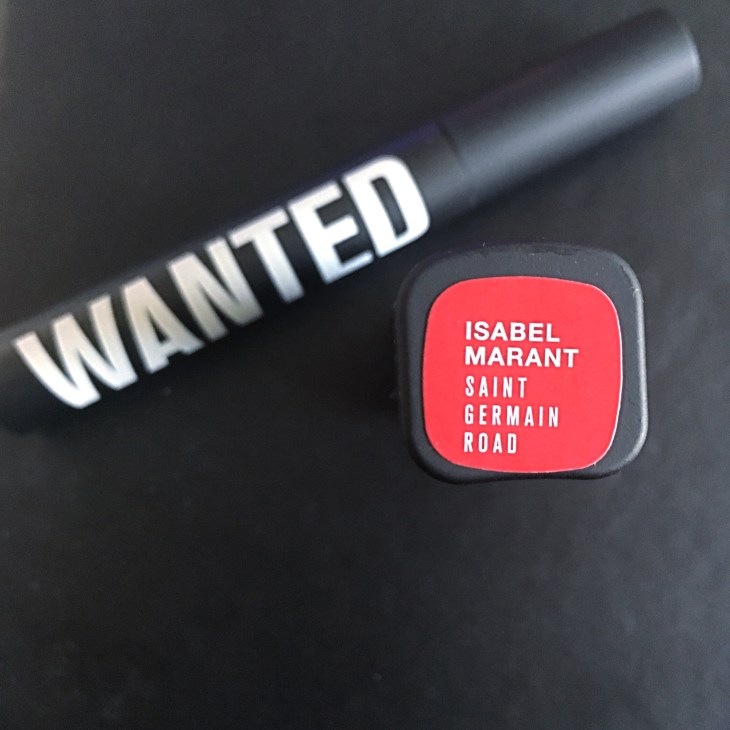 WANTED
ISABEL
MARANT
SAINT
GERMAIN
ROAD